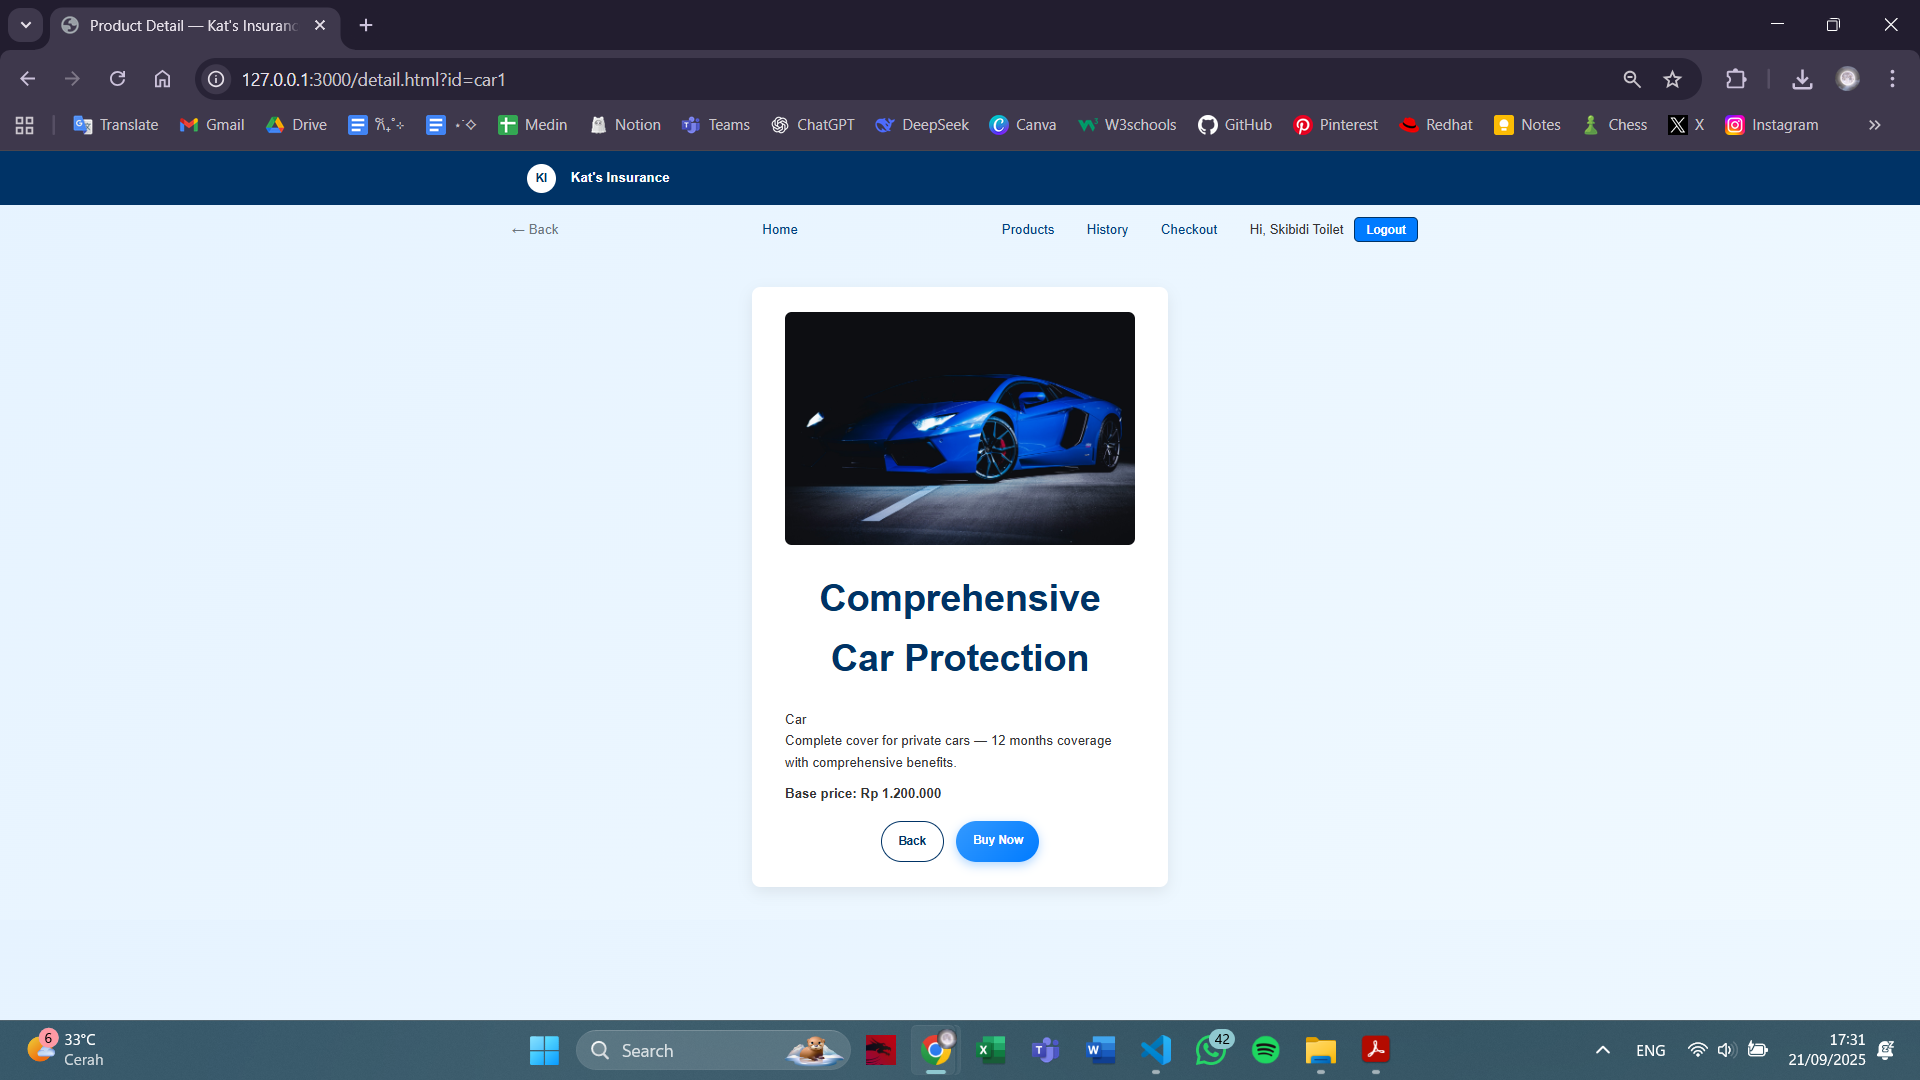 Product Detail — Kat's Insuranc
127.0.0.1:3000/detail.html?id=car1
Translate Gmail Drive Medin Notion Teams ChatGPT DeepSeek Canva W3schools GitHub Pinterest Redhat Notes Chess X Instagram
KI Kat's Insurance
← Back Home Products History Checkout Hi, Skibidi Toilet Logout
Comprehensive
Car Protection
Car
Complete cover for private cars — 12 months coverage
with comprehensive benefits.
Base price: Rp 1.200.000
Back Buy Now
6 33°C
Cerah
Search
42
ENG
17:31
21/09/2025